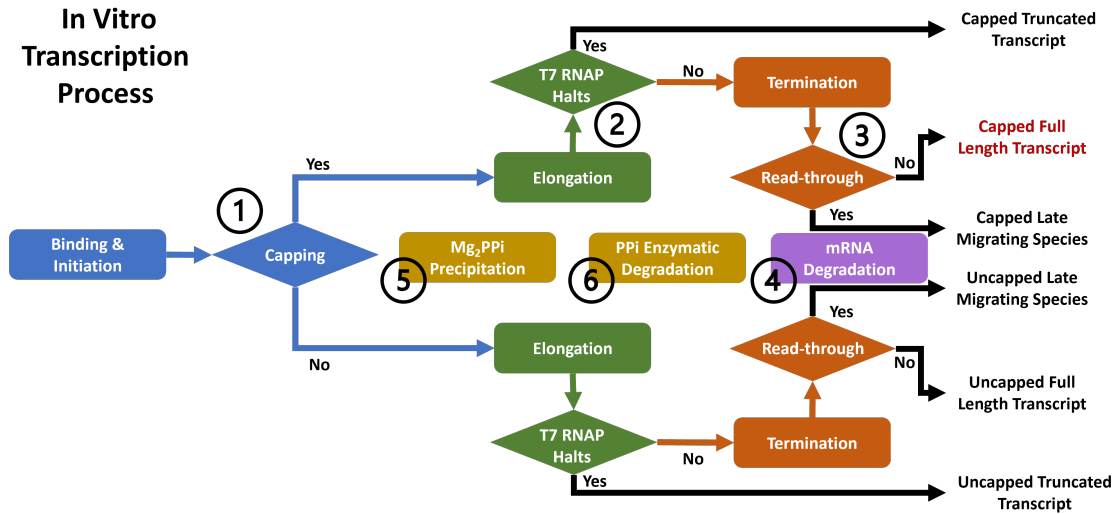 In Vitro
Transcription
Process
Binding &
Initiation
1
Capping
Yes
No
Elongation
T7 RNAP
Halts
2
Yes
No
Capped Truncated
Transcript
Termination
3
Read-through
No
Capped Full
Length Transcript
Yes
Capped Late
Migrating Species
Mg₂PPi
Precipitation
5
PPi Enzymatic
Degradation
6
mRNA
Degradation
4
Elongation
T7 RNAP
Halts
No
Yes
Termination
Read-through
Yes
Uncapped Late
Migrating Species
No
Uncapped Full
Length Transcript
Uncapped Truncated
Transcript